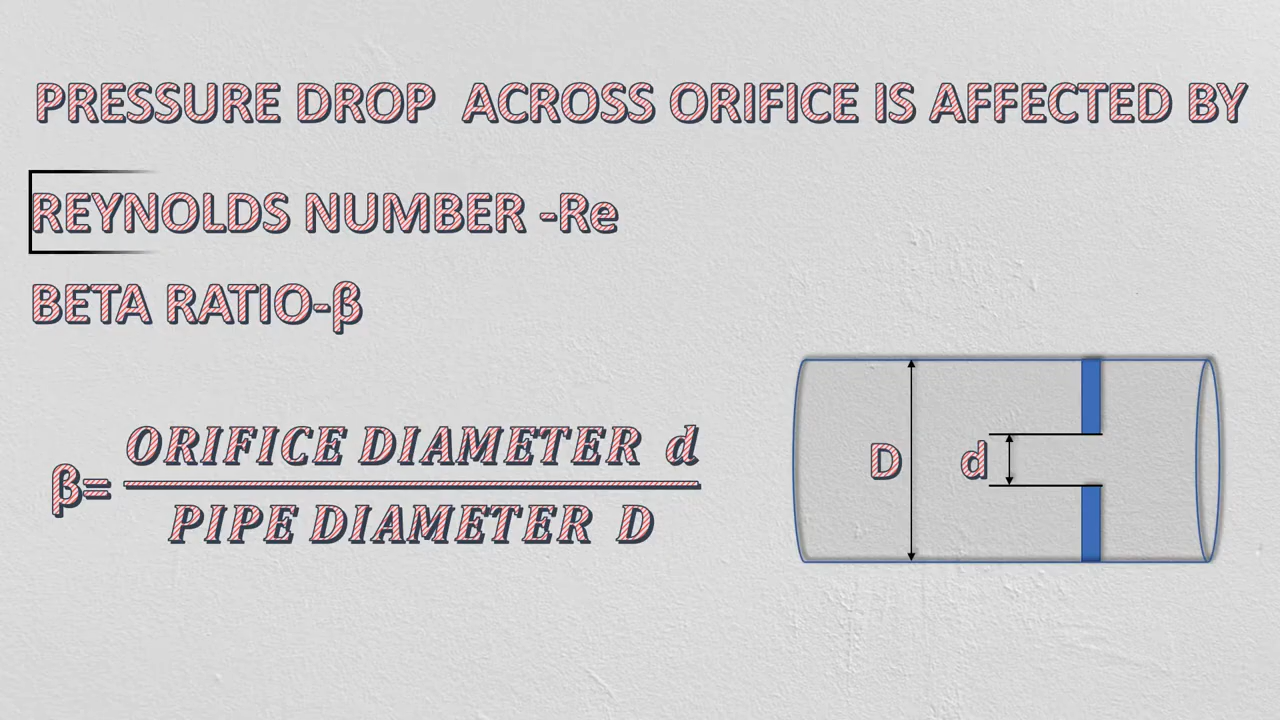 PRESSURE DROP ACROSS ORIFICE IS AFFECTED BY
REYNOLDS NUMBER -Re
BETA RATIO-β
β= ORIFICE DIAMETER d
PIPE DIAMETER D
D
d